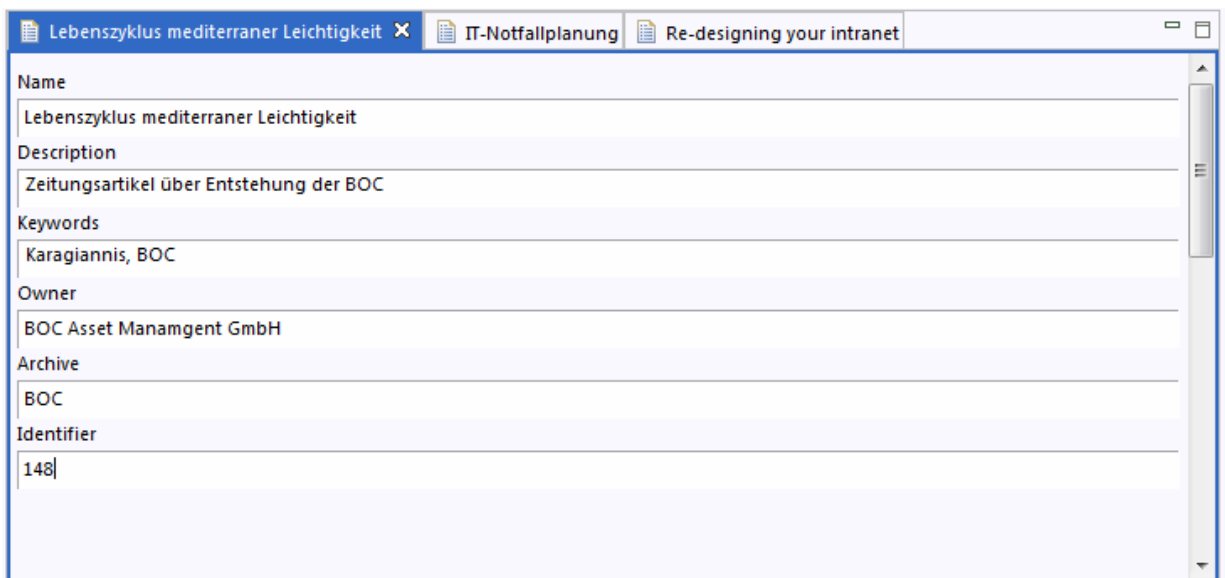 Lebenszyklus mediterraner Leichtigkeit IT-Notfallplanung Re-designing your intranet
Name
Lebenszyklus mediterraner Leichtigkeit
Description
Zeitungsartikel über Entstehung der BOC
Keywords
Karagiannis, BOC
Owner
BOC Asset Manamgent GmbH
Archive
BOC
Identifier
148